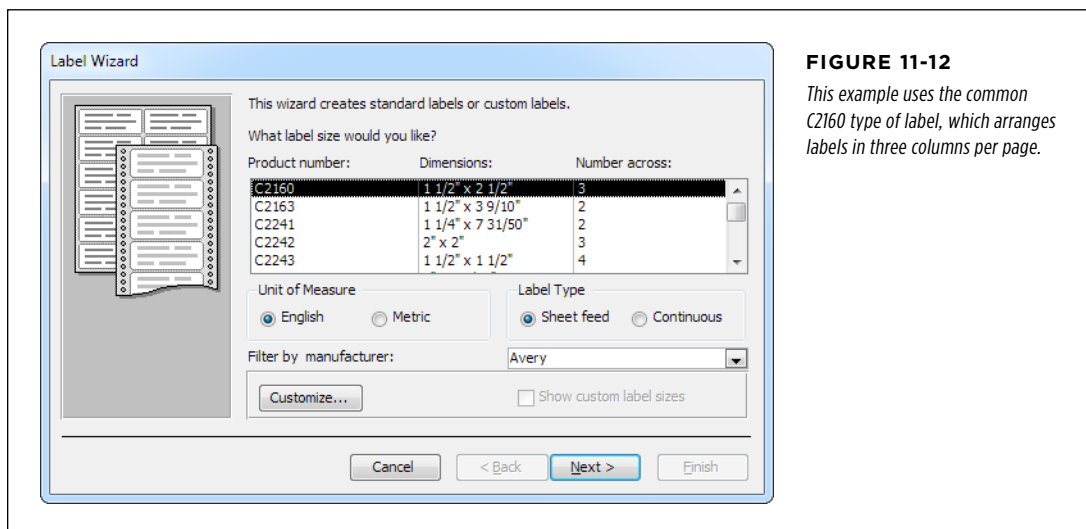 Label Wizard
This wizard creates standard labels or custom labels.
What label size would you like?
Product number: Dimensions: Number across:
C2160 1 1/2" x 2 1/2" 3
C2163 1 1/2" x 3 9/10" 2
C2241 1 1/4" x 7 31/50" 2
C2242 2" x 2" 3
C2243 1 1/2" x 1 1/2" 4
Unit of Measure Label Type
English Metric Sheet feed Continuous
Filter by manufacturer: Avery
Customize... Show custom label sizes
Cancel < Back Next > Finish
FIGURE 11-12
This example uses the common
C2160 type of label, which arranges
labels in three columns per page.